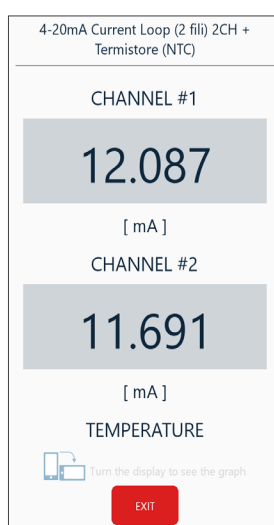 4-20mA Current Loop (2 fili) 2CH +
Termistore (NTC)
CHANNEL #1
12.087
[ mA ]
CHANNEL #2
11.691
[ mA ]
TEMPERATURE
Turn the display to see the graph
EXIT